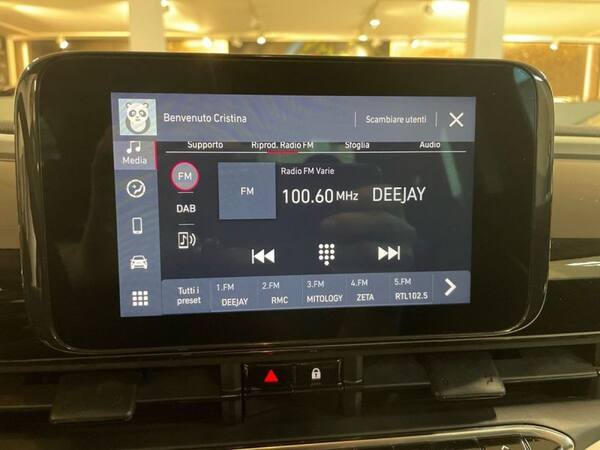 Benvenuto Cristina
Scambiare utenti
Supporto Riprod. Radio FM Sfoglia Audio
Media
FM
DAB
FM
Radio FM Varie
100.60 MHz DEEJAY
Tutti i preset
1.FM DEEJAY
2.FM RMC
3.FM MITOLOGY
4.FM ZETA
5.FM RTL102.5